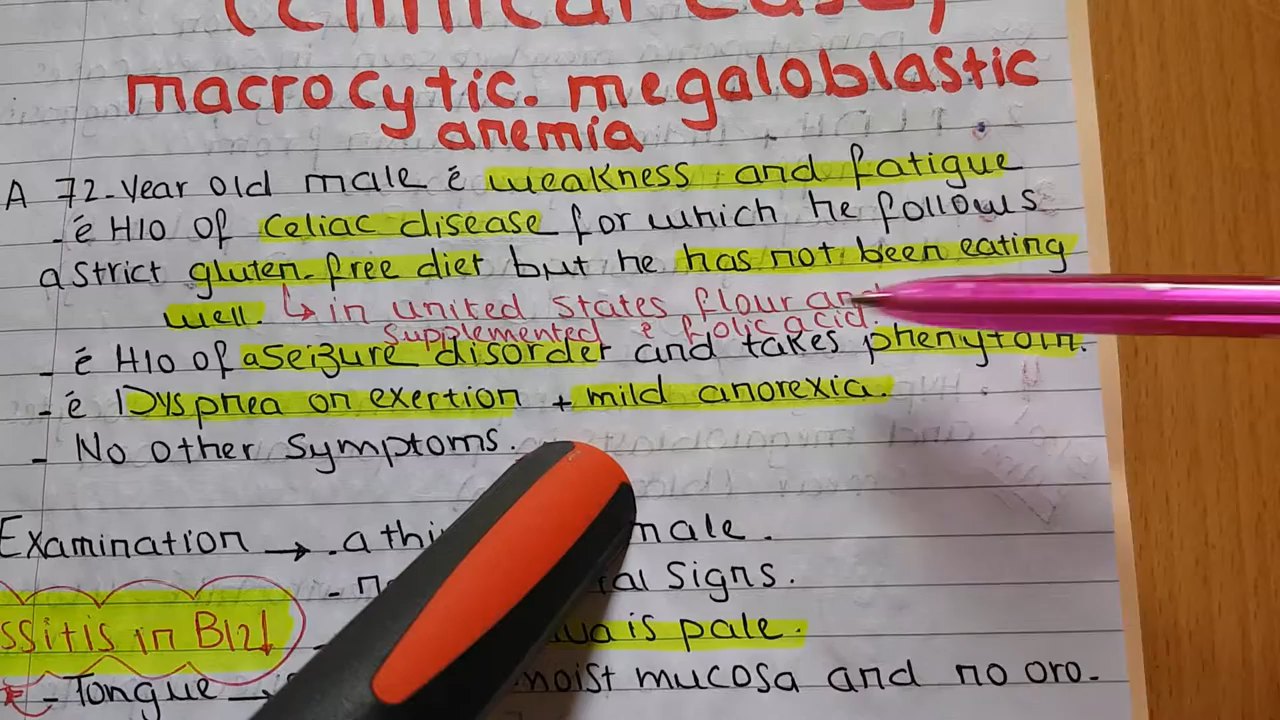 (Clinical Case)
macrocytic. megaloblastic
anemia
A 72-year old male ē weakness and fatigue
- ē H/O of celiac disease for which he follows
a strict gluten-free diet but he has not been eating
well. ↳ in united states flour and
supplemented ē folic acid.
- ē H/O of a seizure disorder and takes phenytoin.
- ē Dyspnea on exertion + mild anorexia.
- No other symptoms.
Examination → . a male.
- signs.
ssitis in B12↓ is pale.
- Tongue → moist mucosa and no oro-